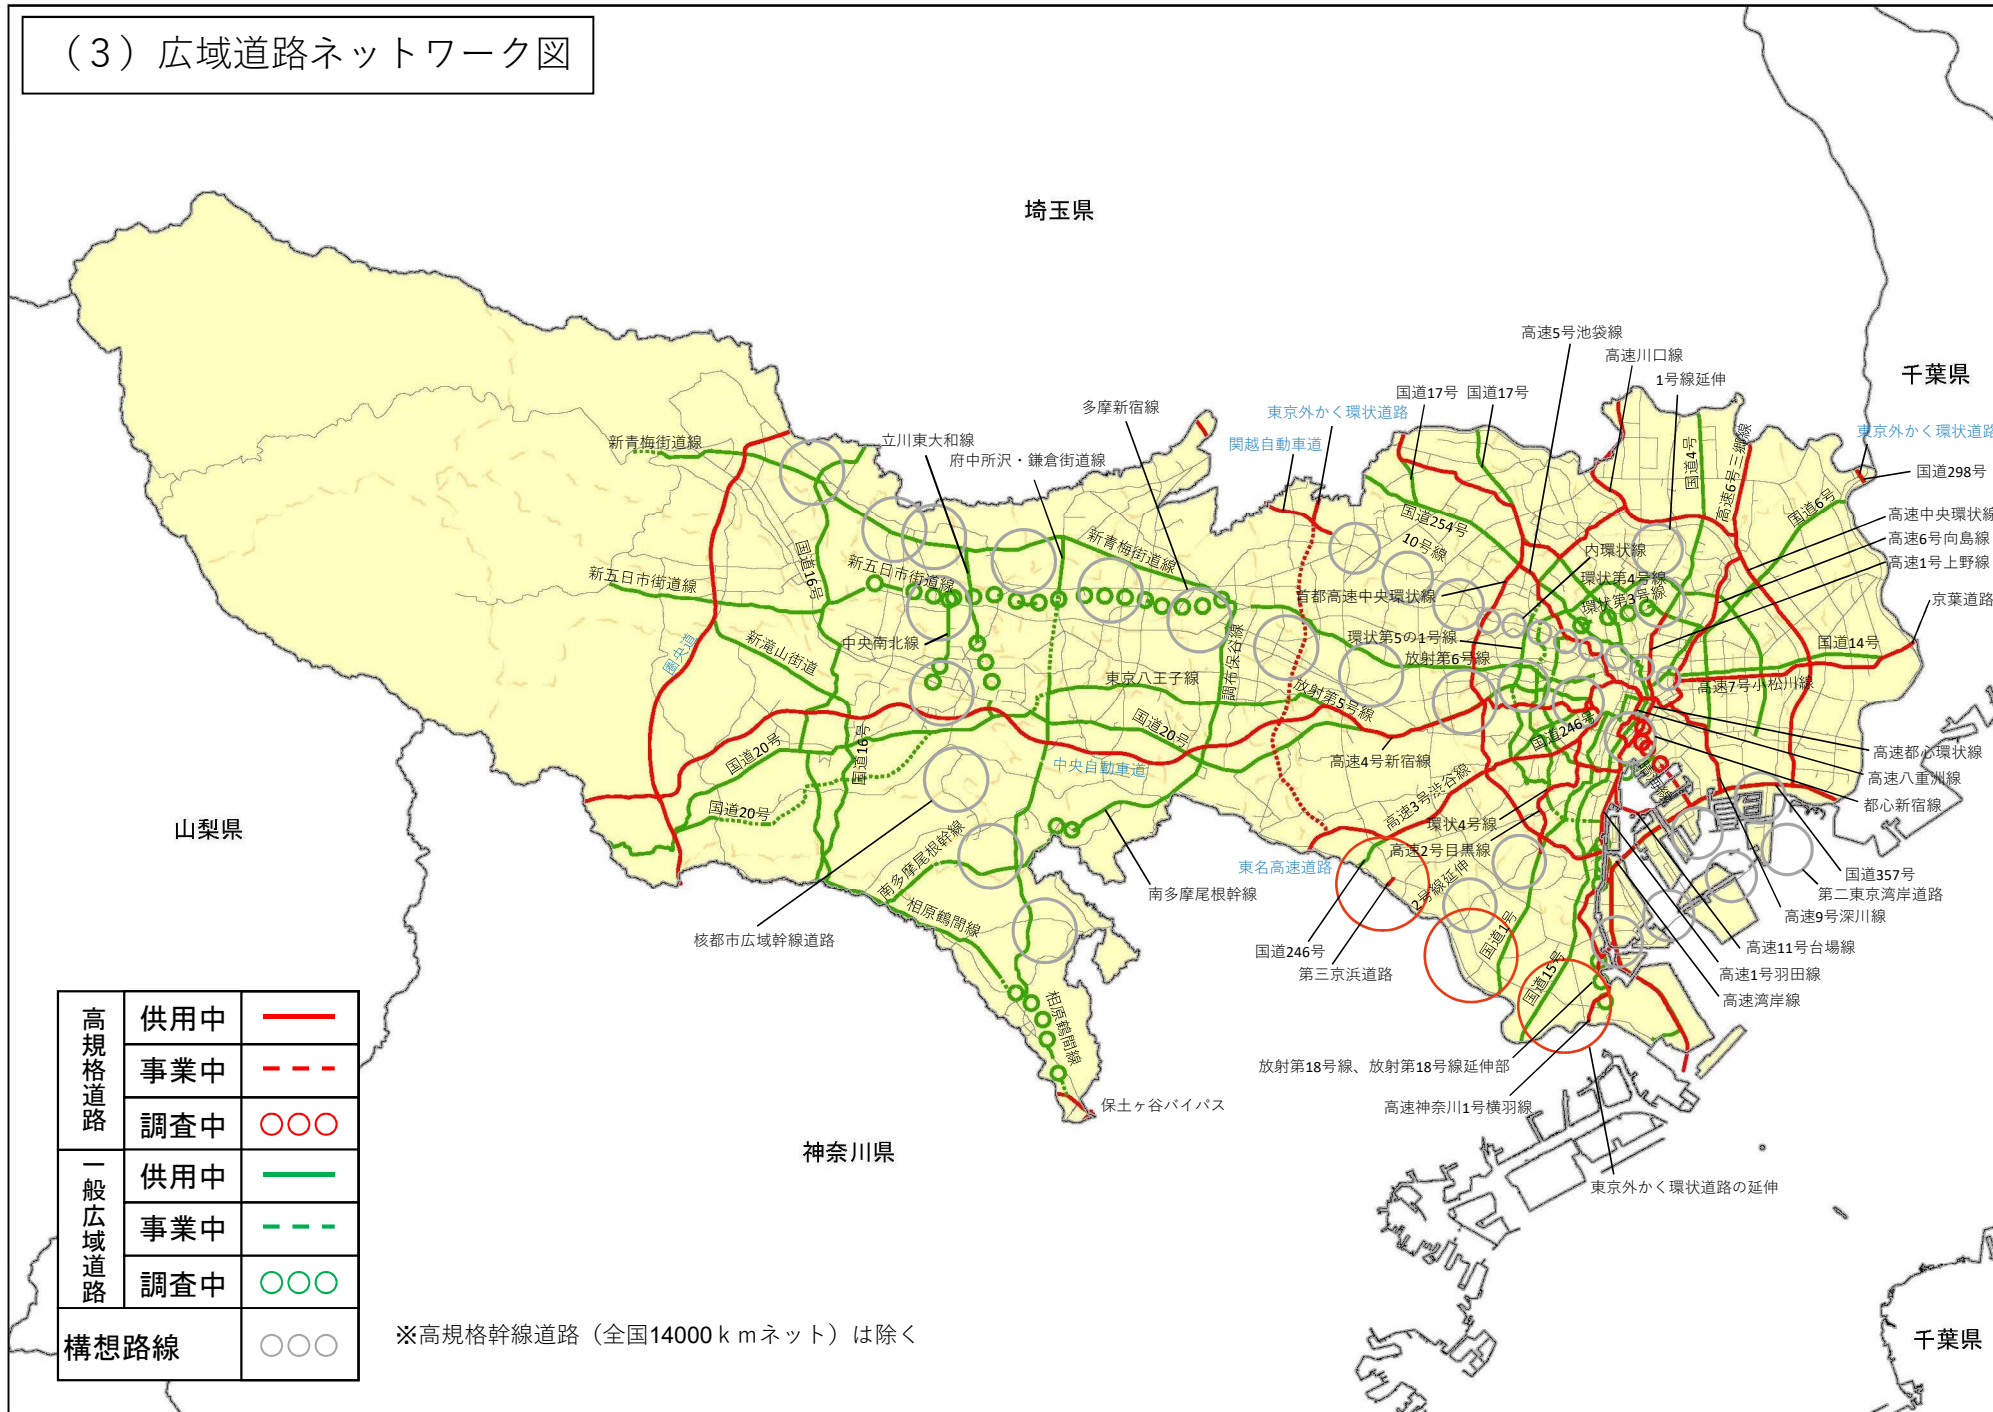 （3）広域道路ネットワーク図
埼玉県
千葉県
山梨県
神奈川県
千葉県
高速5号池袋線
高速川口線
1号線延伸
国道17号
国道17号
多摩新宿線
東京外かく環状道路
関越自動車道
立川東大和線
府中所沢・鎌倉街道線
新青梅街道線
国道4号
高速6号三郷線
東京外かく環状道路
国道298号
国道6号
高速中央環状線
高速6号向島線
高速1号上野線
京葉道路
国道254号
10号線
内環状線
環状第4号線
環状第3号線
首都高速中央環状線
新青梅街道線
国道16号
新五日市街道線
新五日市街道線
環状第5の1号線
放射第6号線
国道14号
高速7号小松川線
圏央道
新滝山街道
中央南北線
調布保谷線
東京八王子線
放射第5号線
国道20号
国道246号
高速4号新宿線
国道20号
国道16号
中央自動車道
国道20号
高速3号渋谷線
晴海線
高速都心環状線
高速八重洲線
都心新宿線
環状4号線
高速2号目黒線
東名高速道路
2号線延伸
国道357号
第二東京湾岸道路
高速9号深川線
南多摩尾根幹線
南多摩尾根幹線
相原鶴間線
核都市広域幹線道路
国道246号
第三京浜道路
国道1号
国道15号
高速11号台場線
高速1号羽田線
高速湾岸線
相原鶴間線
放射第18号線、放射第18号線延伸部
高速神奈川1号横羽線
保土ヶ谷バイパス
東京外かく環状道路の延伸
高規格道路
供用中
事業中
調査中
一般広域道路
供用中
事業中
調査中
構想路線
※高規格幹線道路（全国14000ｋｍネット）は除く